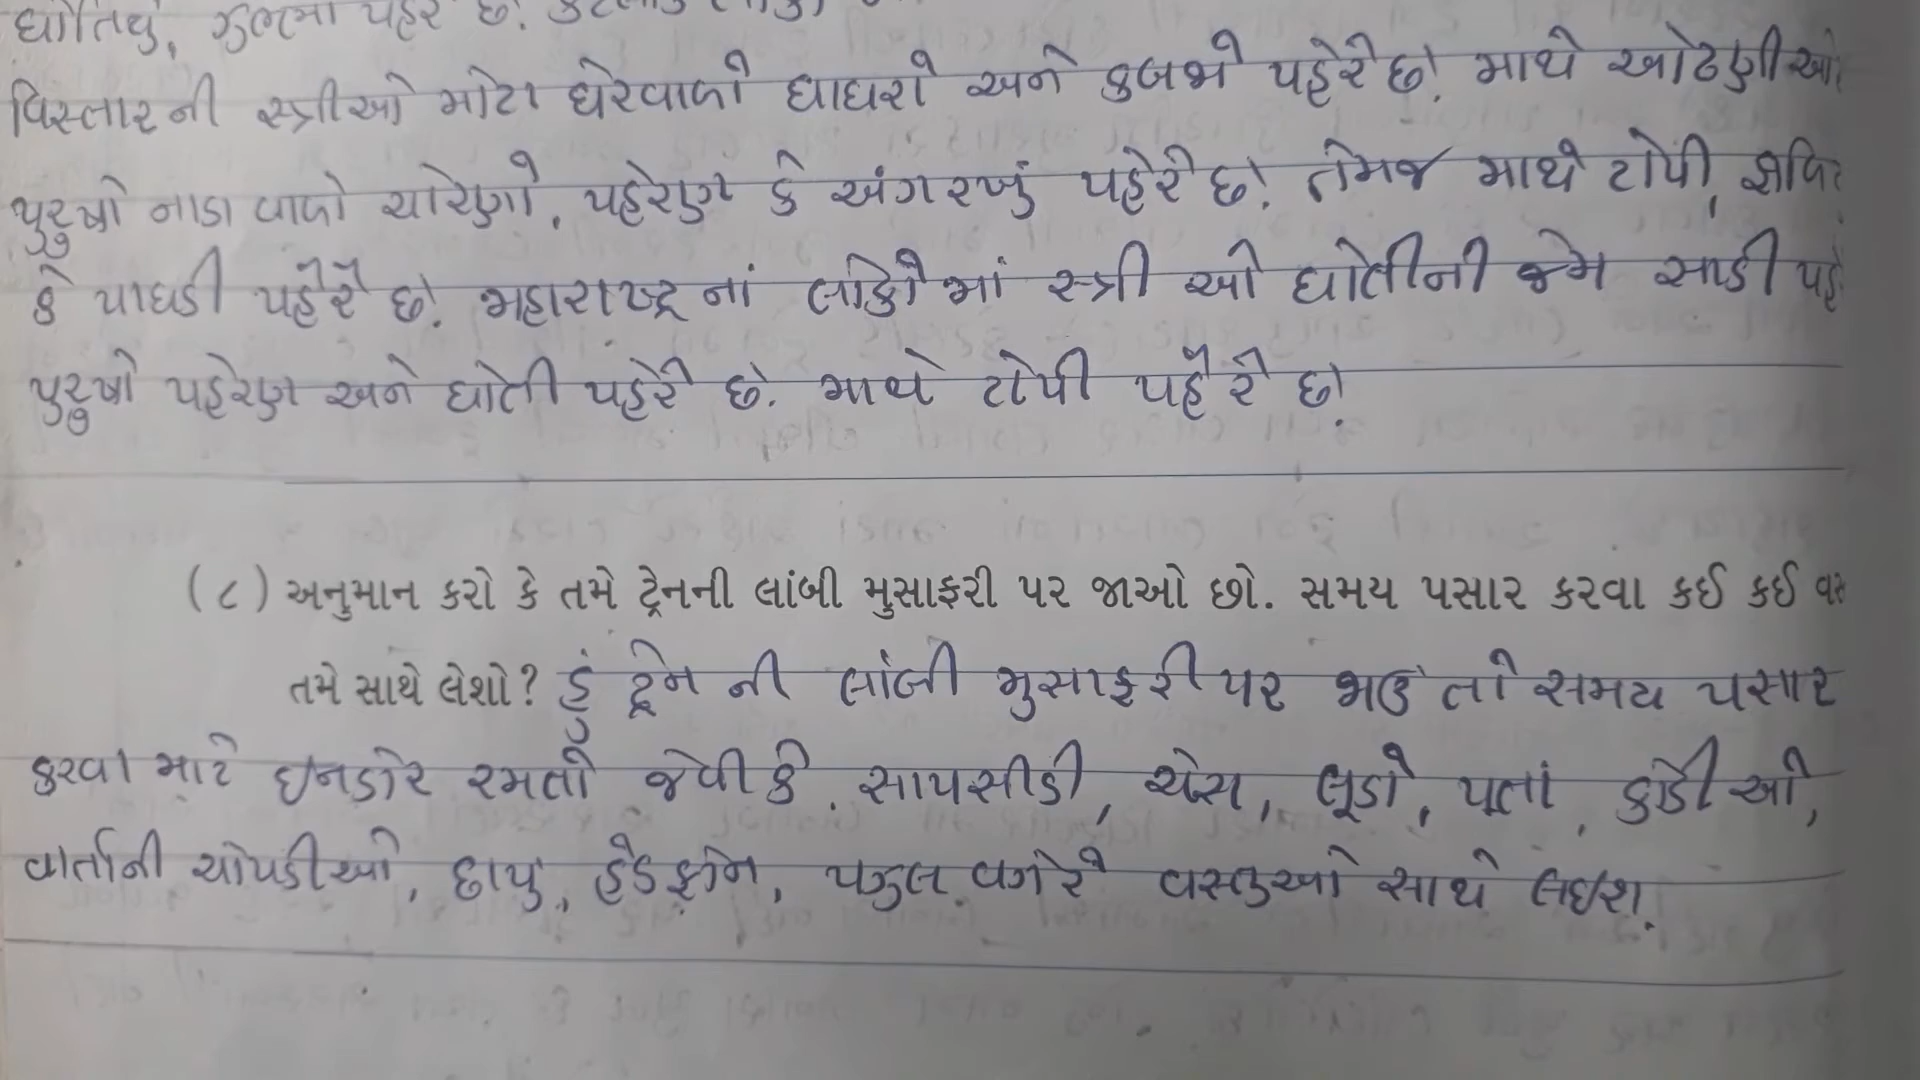 ધોતિયું, ઝુલ્ભા પહેરે છે.
વિસ્તારની સ્ત્રીઓ મોટા ઘેરવાળો ઘાઘરો અને કબજો પહેરે છે. માથે ઓઢણીઓ
પુરુષો નાડાવાળો ચોરણો, પહેરણ કે અંગરખું પહેરે છે. તેમજ માથે ટોપી,
કે પાઘડી પહેરે છે. મહારાષ્ટ્રનાં લોકોમાં સ્ત્રીઓ ધોતીની જેમ સાડી
પુરુષો પહેરણ અને ધોતી પહેરે છે. માથે ટોપી પહેરે છે.
(૮) અનુમાન કરો કે તમે ટ્રેનની લાંબી મુસાફરી પર જાઓ છો. સમય પસાર કરવા કઈ કઈ
તમે સાથે લેશો? હું ટ્રેનની લાંબી મુસાફરી પર જાઉં તો સમય પસાર
કરવા માટે ઇનડોર રમતો જેવી કે, સાપસીડી, ચેસ, લૂડો, પતાં, કોડીઓ,
વાર્તાની ચોપડીઓ, છાપુ, હેડફોન, પઝલ વગેરે વસ્તુઓ સાથે લઇશ.